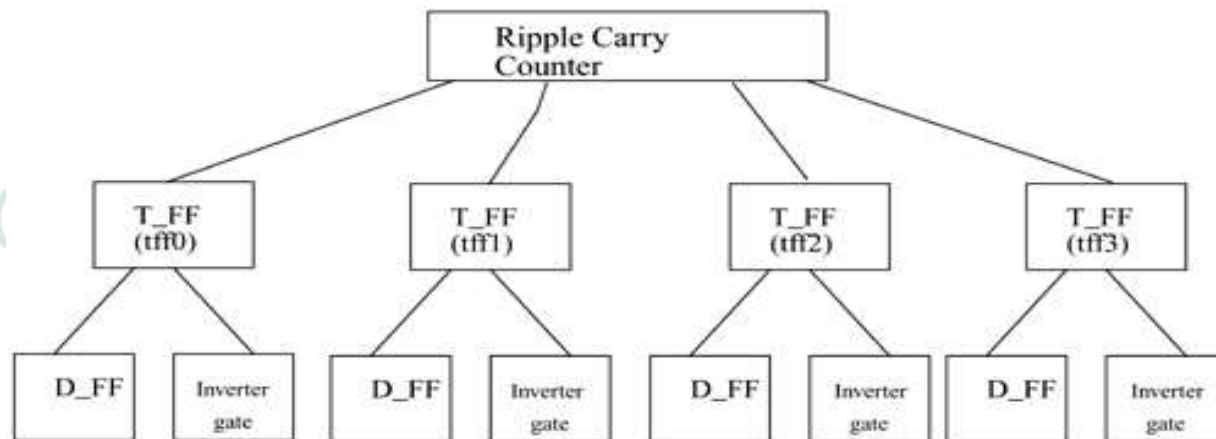 Ripple Carry
Counter
T_FF
(tff0)
T_FF
(tff1)
T_FF
(tff2)
T_FF
(tff3)
D_FF
Inverter
gate
D_FF
Inverter
gate
D_FF
Inverter
gate
D_FF
Inverter
gate